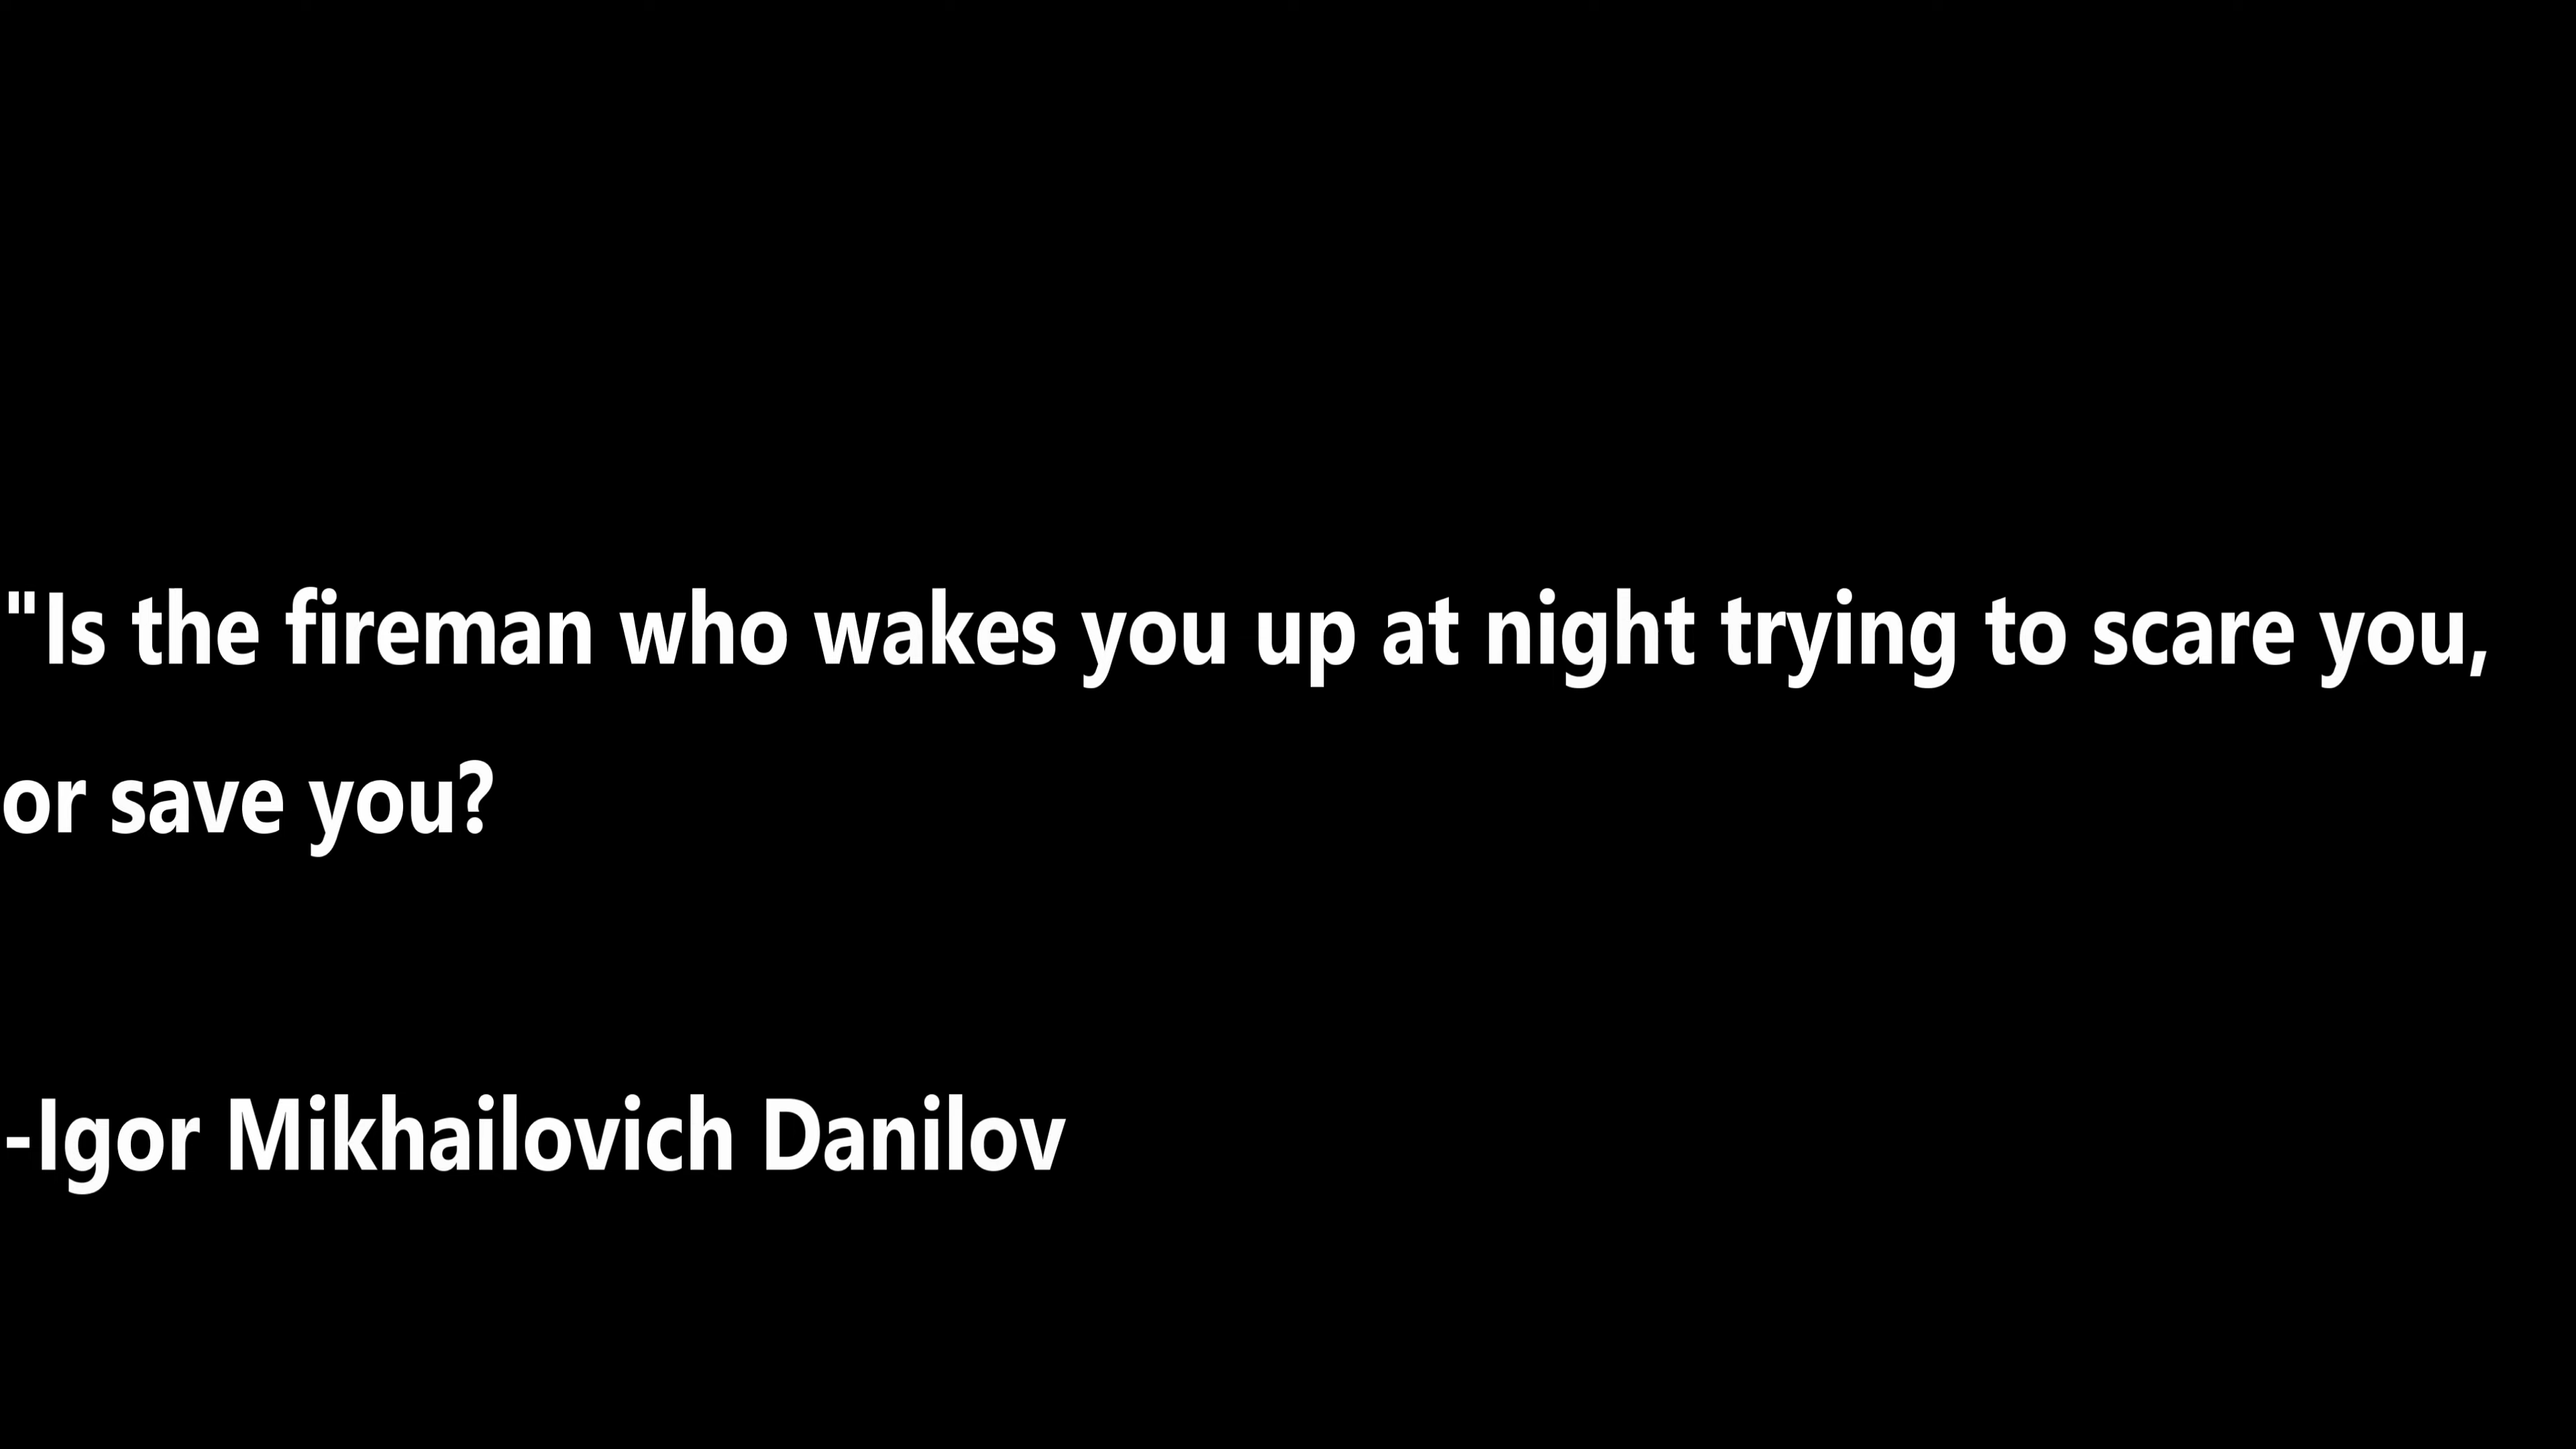 "Is the fireman who wakes you up at night trying to scare you,
or save you?
-Igor Mikhailovich Danilov